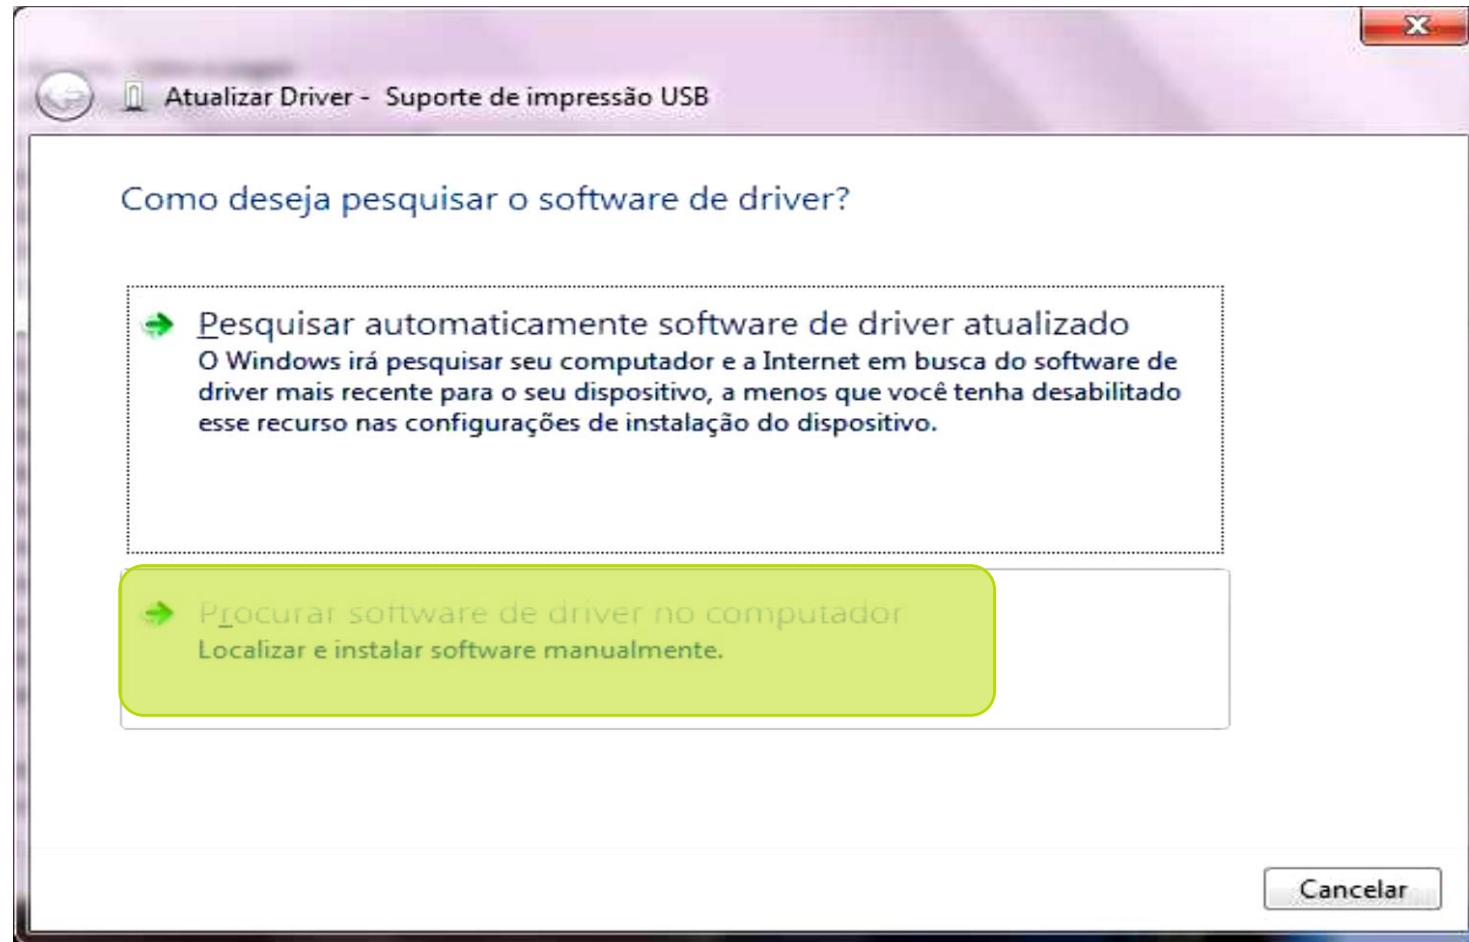 X
Atualizar Driver - Suporte de impressão USB
Como deseja pesquisar o software de driver?
Pesquisar automaticamente software de driver atualizado
O Windows irá pesquisar seu computador e a Internet em busca do software de
driver mais recente para o seu dispositivo, a menos que você tenha desabilitado
esse recurso nas configurações de instalação do dispositivo.
Procurar software de driver no computador
Localizar e instalar software manualmente.
Cancelar